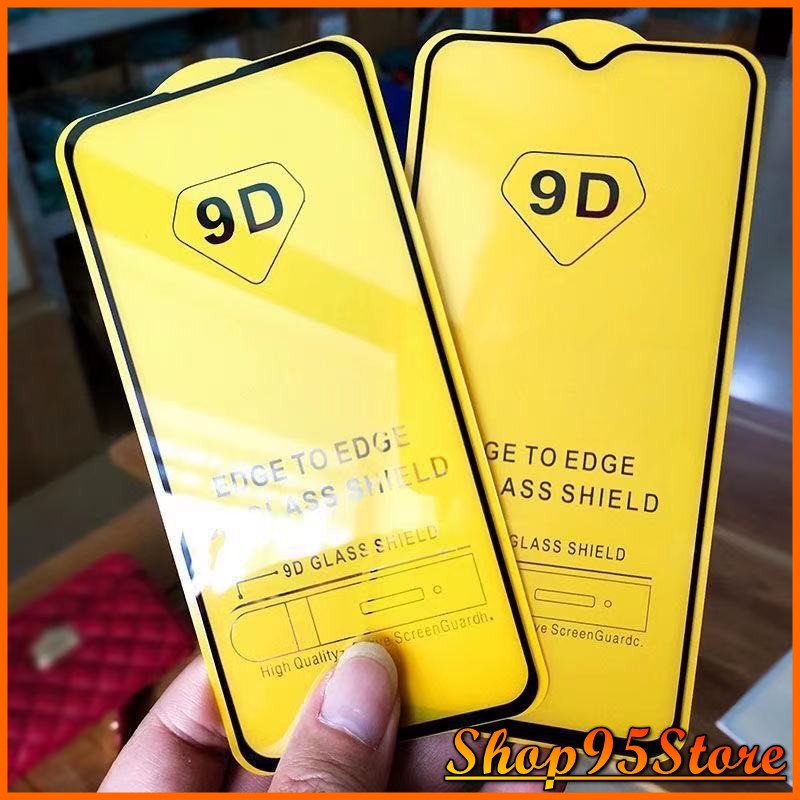 9D
EDGE TO EDGE
GLASS SHIELD
9D GLASS SHIELD
High Quality- ScreenGuardh.
9D
GE TO EDGE
ASS SHIELD
GLASS SHIELD
ve ScreenGuardc.
Shop95Store